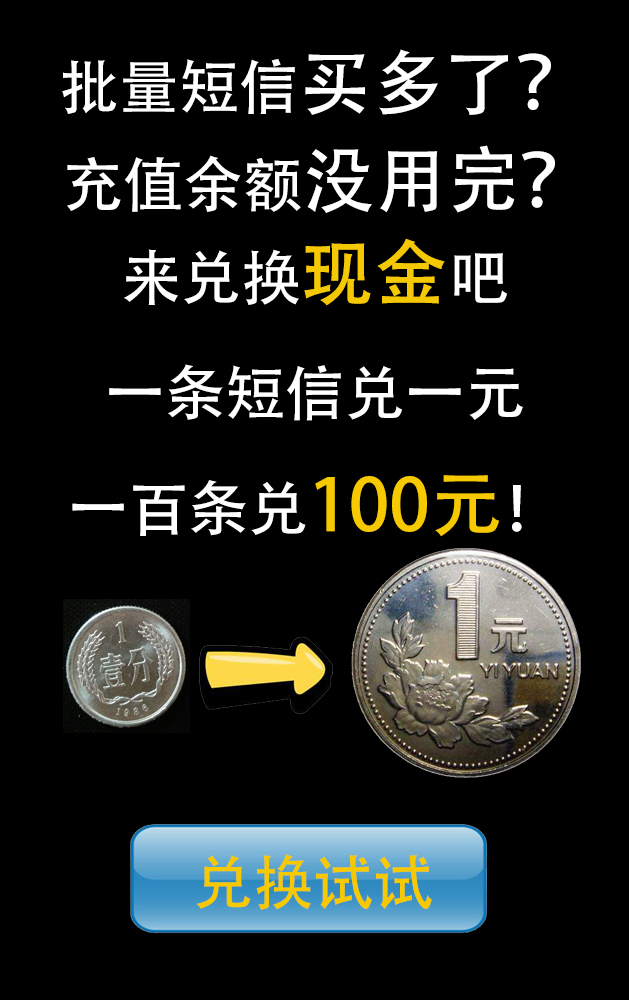 批量短信买多了?
充值余额没用完?
来兑换现金吧
一条短信兑一元
一百条兑100元!
1
壹分
1986
1元
YI YUAN
兑换试试